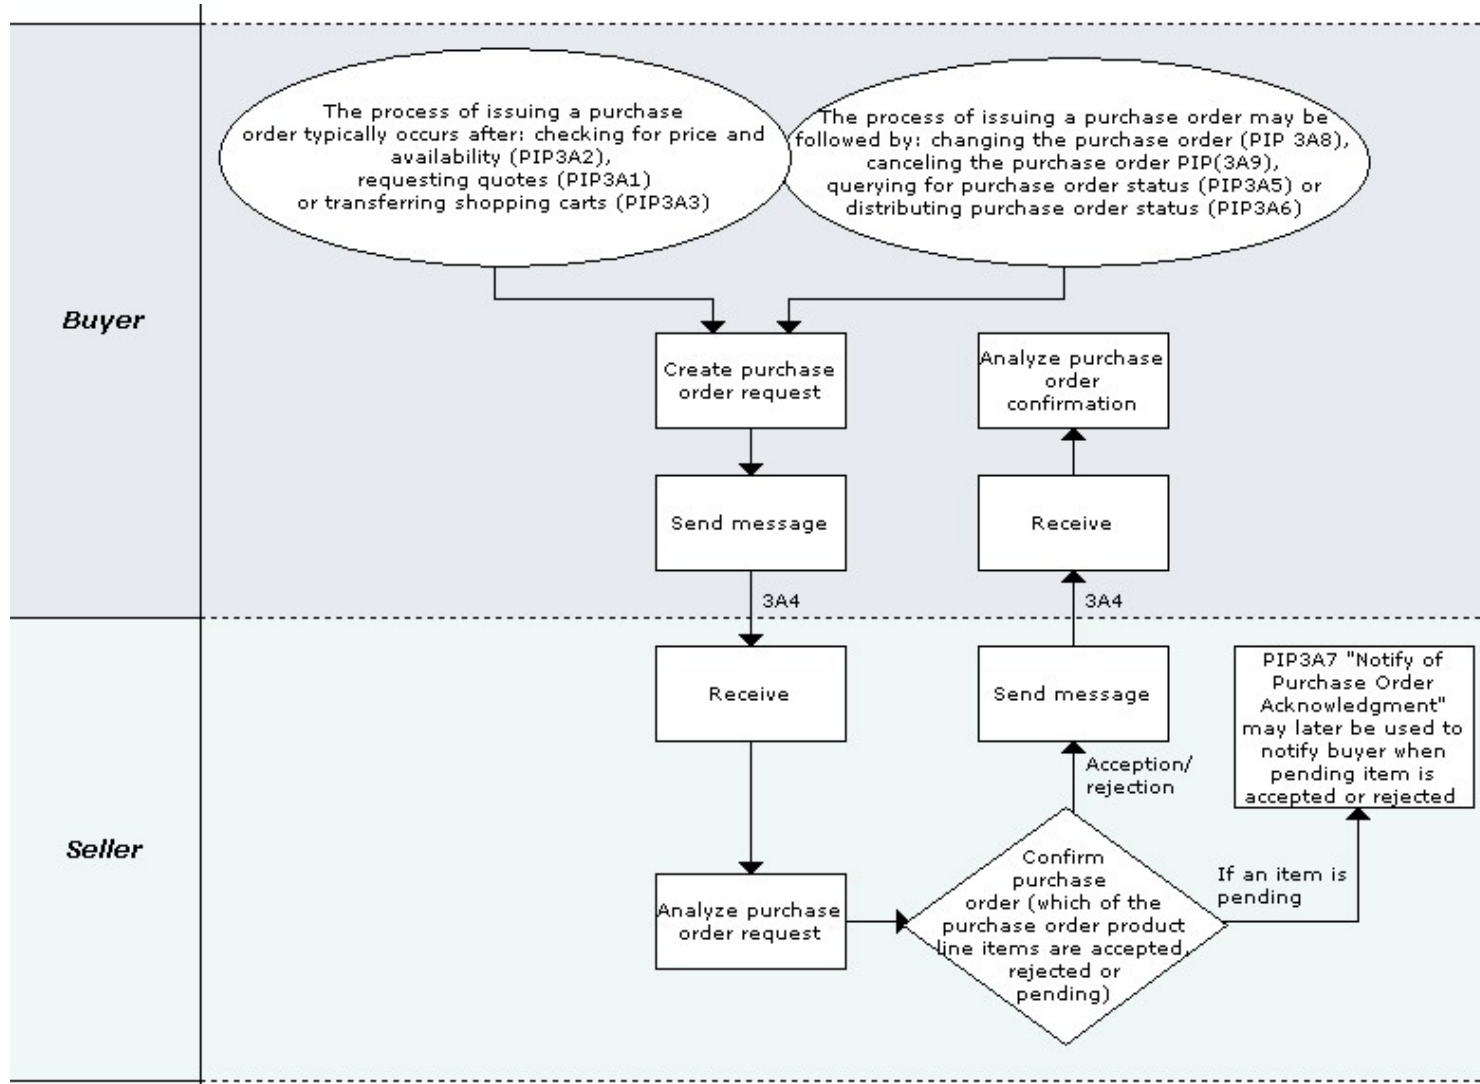 The process of issuing a purchase
order typically occurs after: checking for price and
availability (PIP3A2),
requesting quotes (PIP3A1)
or transferring shopping carts (PIP3A3)
The process of issuing a purchase order may be
followed by: changing the purchase order (PIP 3A8),
canceling the purchase order PIP(3A9),
querying for purchase order status (PIP3A5) or
distributing purchase order status (PIP3A6)
Buyer
Create purchase
order request
Analyze purchase
order
confirmation
Send message
Receive
3A4
3A4
Receive
Send message
PIP3A7 "Notify of
Purchase Order
Acknowledgment"
may later be used to
notify buyer when
pending item is
accepted or rejected
Acception/
rejection
Seller
Analyze purchase
order request
Confirm
purchase
order (which of the
purchase order product
line items are accepted,
rejected or
pending)
If an item is
pending